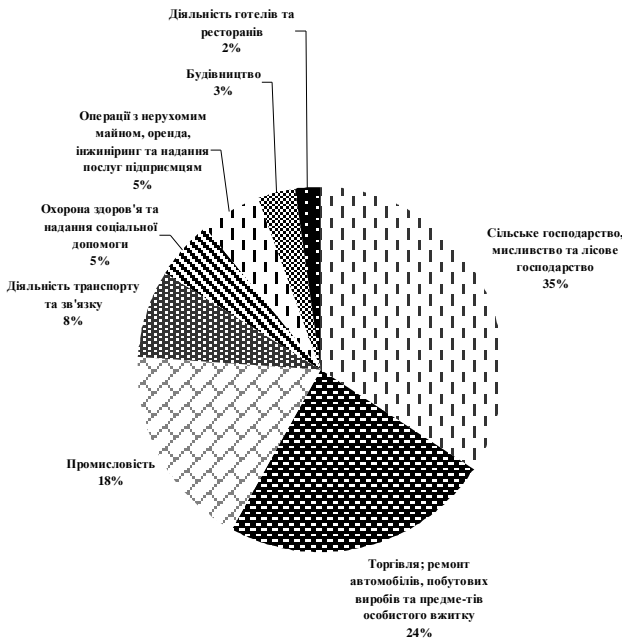 Діяльність готелів та
ресторанів
2%
Будівництво
3%
Операції з нерухомим
майном, оренда,
інжиніринг та надання
послуг підприємцям
5%
Охорона здоров'я та
надання соціальної
допомоги
5%
Діяльність транспорту
та зв'язку
8%
Промисловість
18%
Сільське господарство,
мисливство та лісове
господарство
35%
Торгівля; ремонт
автомобілів, побутових
виробів та предме-тів
особистого вжитку
24%